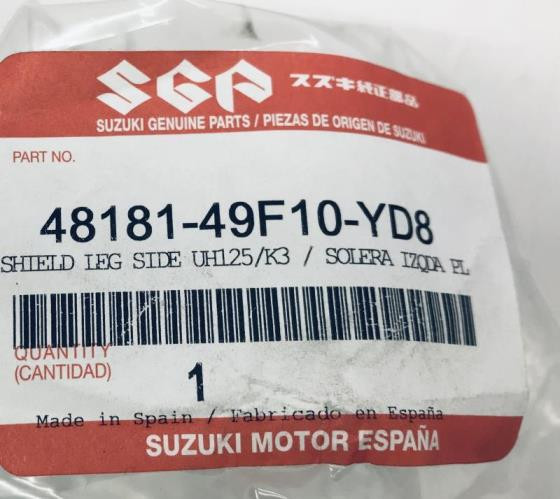 SGP スズキ純正部品
SUZUKI GENUINE PARTS / PIEZAS DE ORIGEN DE SUZUKI
PART NO.
48181-49F10-YD8
SHIELD LEG SIDE UH125/K3 / SOLERA IZQDA PL
QUANTITY
(CANTIDAD)
1
Made in Spain / Fabricado en España
SUZUKI MOTOR ESPAÑA